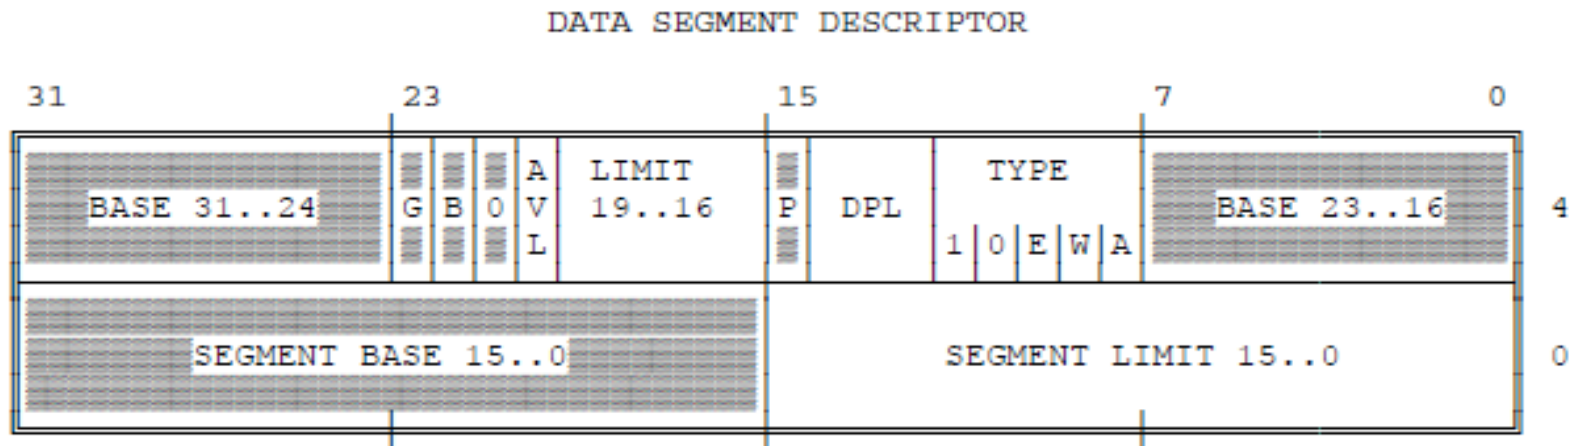 DATA SEGMENT DESCRIPTOR
31 23 15 7 0
A LIMIT TYPE
BASE 31..24 G B 0 V 19..16 P DPL BASE 23..16 4
L 1 0 E W A
SEGMENT BASE 15..0 SEGMENT LIMIT 15..0 0